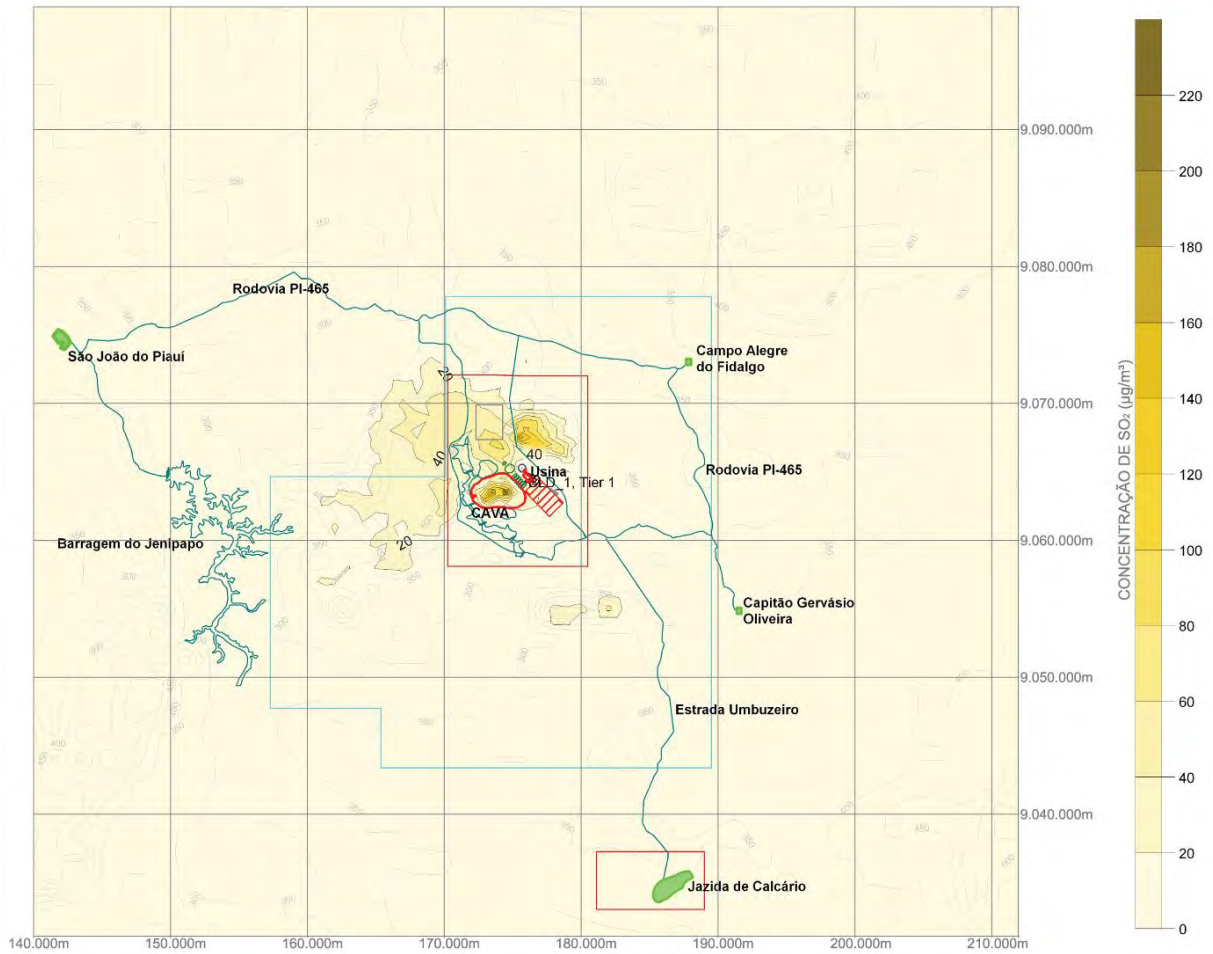 220
200
180
160
140
120
100
80
60
40
20
0
CONCENTRAÇÃO DE SO₂ (µg/m³)
9.090.000m
9.080.000m
9.070.000m
9.060.000m
9.050.000m
9.040.000m
Rodovia PI-465
São João do Piauí
Campo Alegre
do Fidalgo
20
40
40
Usina
BLD_1, Tier 1
CAVA
Rodovia PI-465
20
Barragem do Jenipapo
Capitão Gervásio
Oliveira
Estrada Umbuzeiro
Jazida de Calcário
140.000m
150.000m
160.000m
170.000m
180.000m
190.000m
200.000m
210.000m